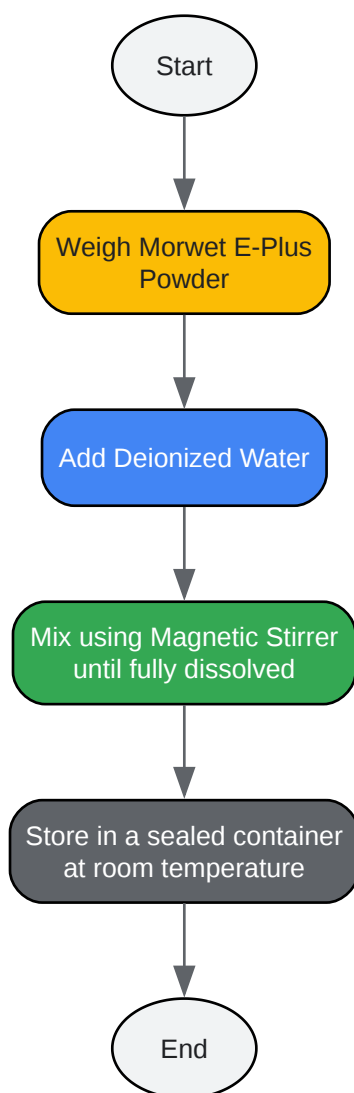 Start
Weigh Morwet E-Plus
Powder
Add Deionized Water
Mix using Magnetic Stirrer
until fully dissolved
Store in a sealed container
at room temperature
End